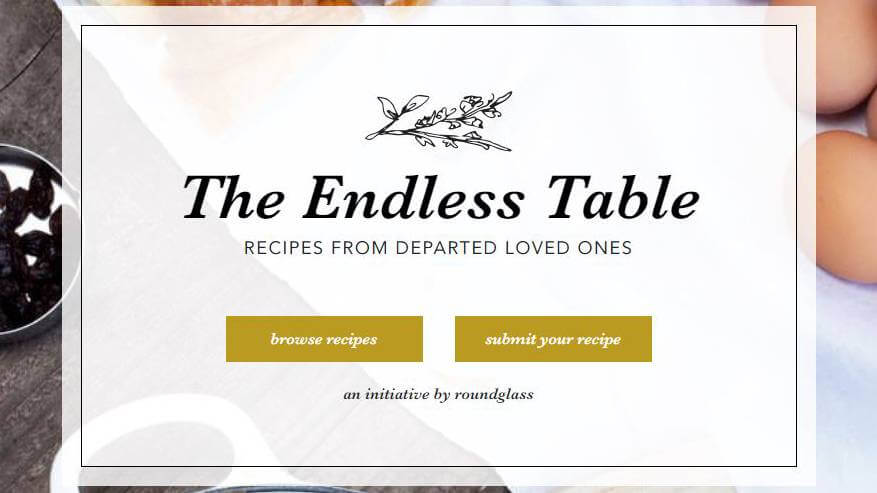 The Endless Table
RECIPES FROM DEPARTED LOVED ONES
browse recipes
submit your recipe
an initiative by roundglass